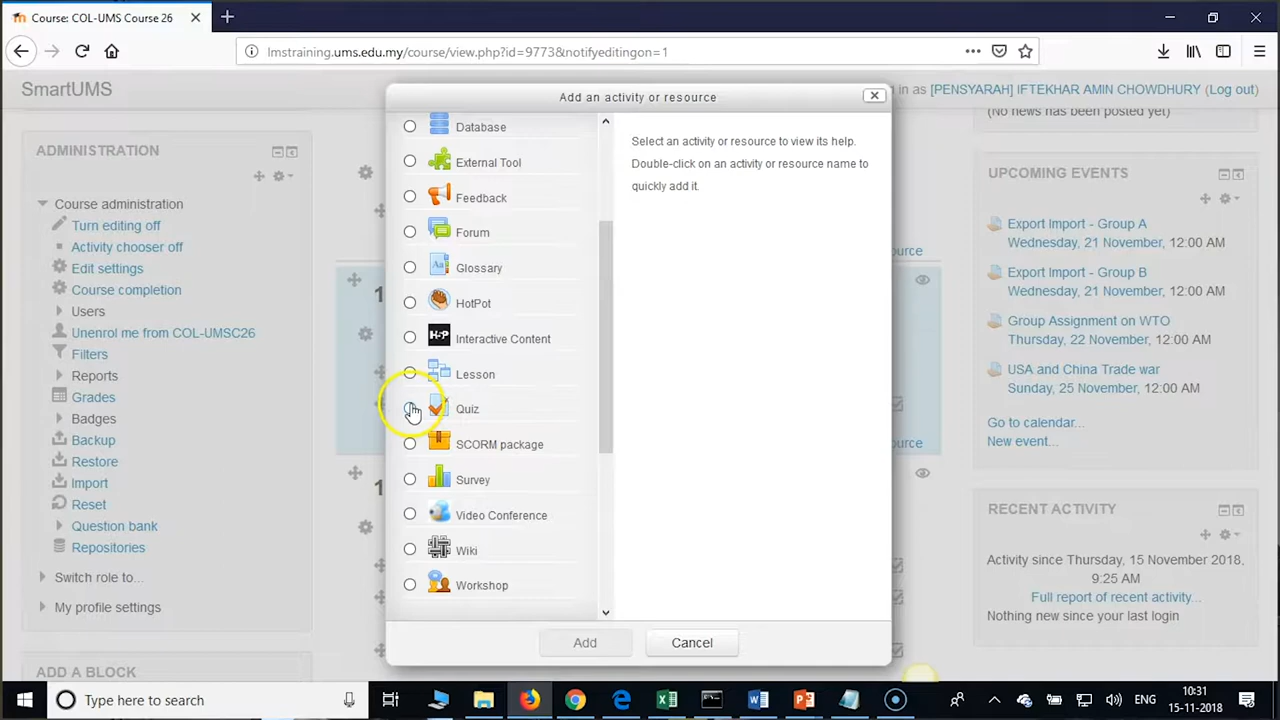 Course: COL-UMS Course 26
lmstraining.ums.edu.my/course/view.php?id=9773&notifyeditingon=1
SmartUMS
in as [PENSYARAH] IFTEKHAR AMIN CHOWDHURY (Log out)
(No news has been posted yet)
ADMINISTRATION
Course administration
Turn editing off
Activity chooser off
Edit settings
Course completion
Users
Unenrol me from COL-UMSC26
Filters
Reports
Grades
Badges
Backup
Restore
Import
Reset
Question bank
Repositories
Switch role to...
My profile settings
ADD A BLOCK
Add an activity or resource
Database
External Tool
Feedback
Forum
Glossary
HotPot
H-P
Interactive Content
Lesson
Quiz
SCORM package
Survey
Video Conference
Wiki
Workshop
Select an activity or resource to view its help.
Double-click on an activity or resource name to
quickly add it.
Add
Cancel
1
1
ource
ource
UPCOMING EVENTS
Export Import - Group A
Wednesday, 21 November, 12:00 AM
Export Import - Group B
Wednesday, 21 November, 12:00 AM
Group Assignment on WTO
Thursday, 22 November, 12:00 AM
USA and China Trade war
Sunday, 25 November, 12:00 AM
Go to calendar...
New event...
RECENT ACTIVITY
Activity since Thursday, 15 November 2018,
9:25 AM
Full report of recent activity...
Nothing new since your last login
Type here to search
ENG
10:31
15-11-2018